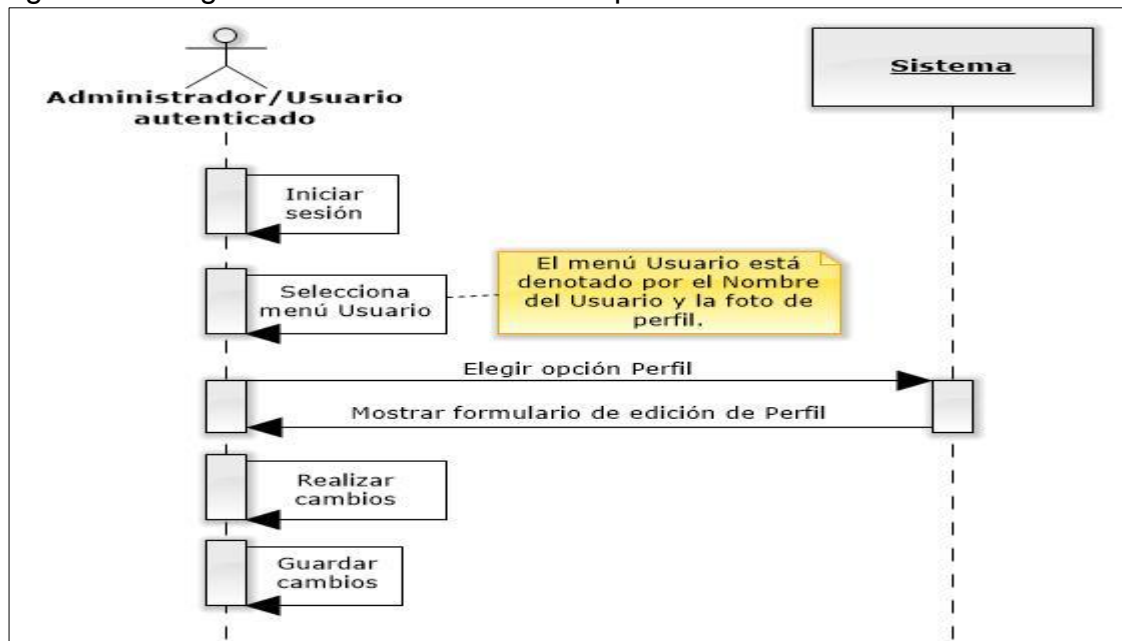 Administrador/Usuario
autenticado
Sistema
Iniciar
sesión
Selecciona
menú Usuario
El menú Usuario está
denotado por el Nombre
del Usuario y la foto de
perfil.
Elegir opción Perfil
Mostrar formulario de edición de Perfil
Realizar
cambios
Guardar
cambios